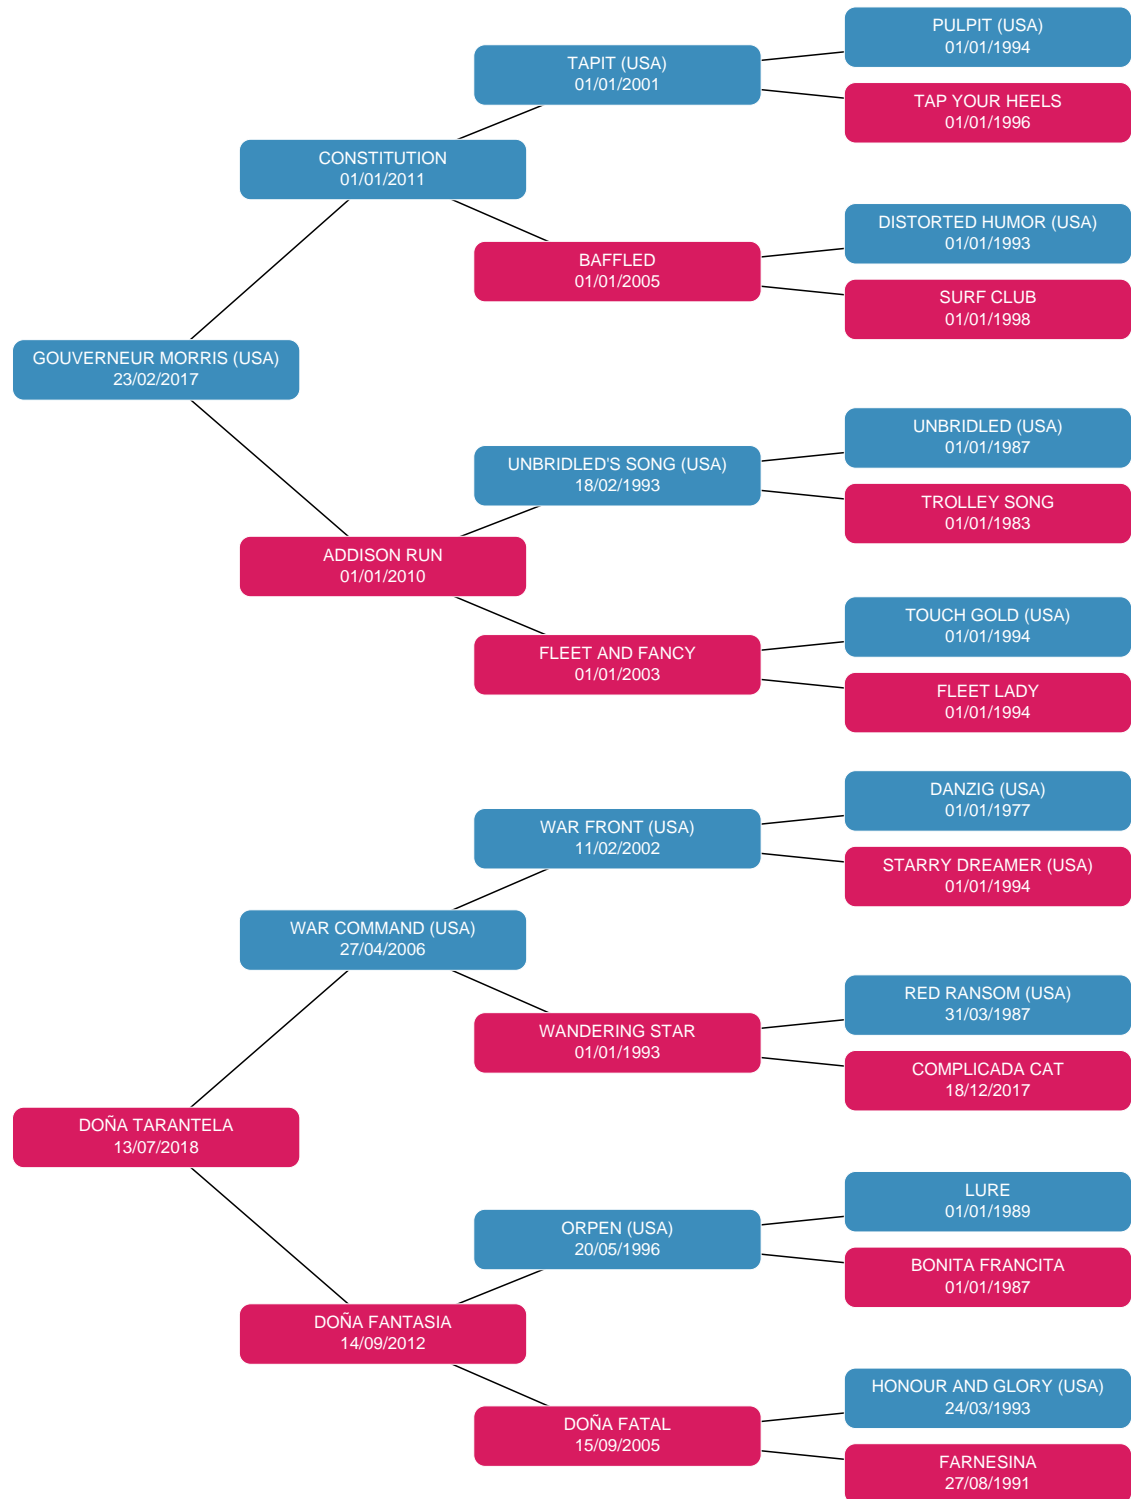 PULPIT (USA)
01/01/1994
TAPIT (USA)
01/01/2001
TAP YOUR HEELS
01/01/1996
CONSTITUTION
01/01/2011
DISTORTED HUMOR (USA)
01/01/1993
BAFFLED
01/01/2005
SURF CLUB
01/01/1998
GOUVERNEUR MORRIS (USA)
23/02/2017
UNBRIDLED (USA)
01/01/1987
UNBRIDLED'S SONG (USA)
18/02/1993
TROLLEY SONG
01/01/1983
ADDISON RUN
01/01/2010
TOUCH GOLD (USA)
01/01/1994
FLEET AND FANCY
01/01/2003
FLEET LADY
01/01/1994
DANZIG (USA)
01/01/1977
WAR FRONT (USA)
11/02/2002
STARRY DREAMER (USA)
01/01/1994
WAR COMMAND (USA)
27/04/2006
RED RANSOM (USA)
31/03/1987
WANDERING STAR
01/01/1993
COMPLICADA CAT
18/12/2017
DOÑA TARANTELA
13/07/2018
LURE
01/01/1989
ORPEN (USA)
20/05/1996
BONITA FRANCITA
01/01/1987
DOÑA FANTASIA
14/09/2012
HONOUR AND GLORY (USA)
24/03/1993
DOÑA FATAL
15/09/2005
FARNESINA
27/08/1991